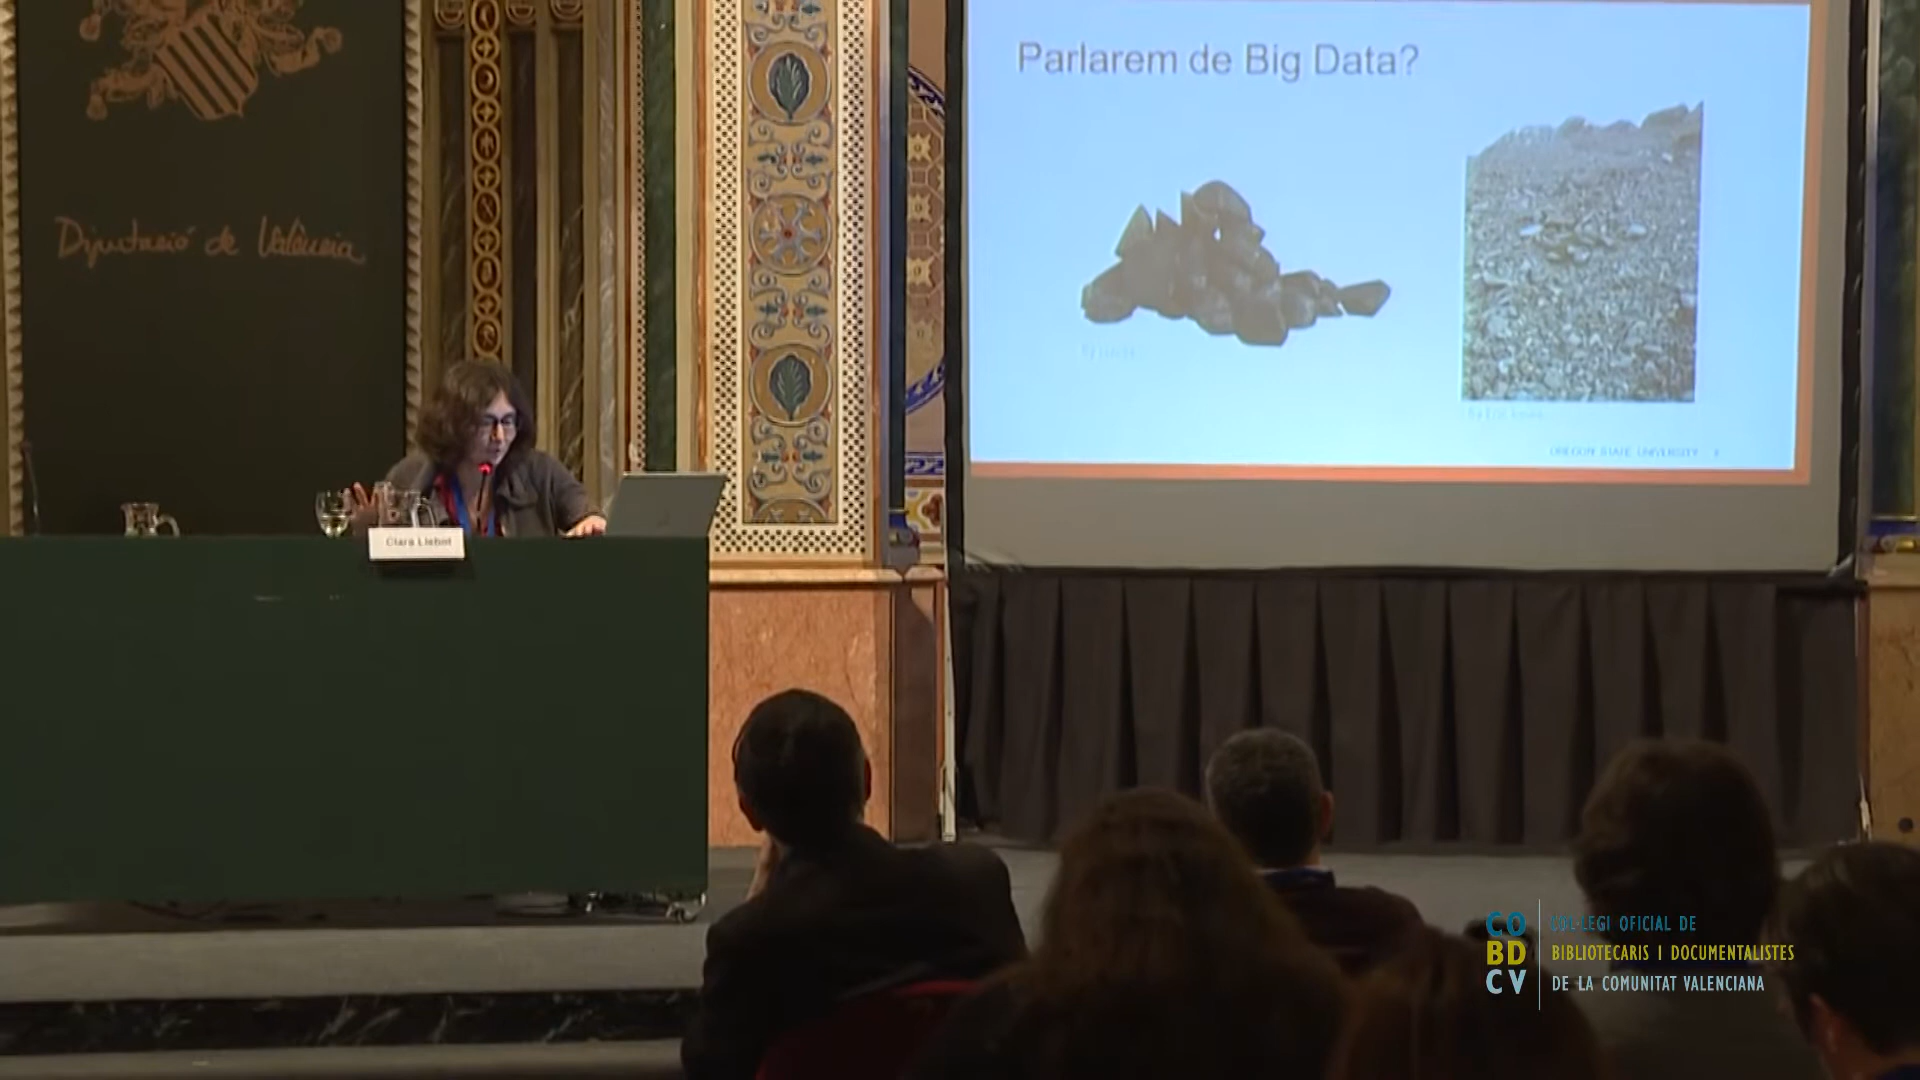 Parlarem de Big Data?
Diputació de València
OREGON STATE UNIVERSITY
Clara Llebot
CO
BD
CV
COL·LEGI OFICIAL DE
BIBLIOTECARIS I DOCUMENTALISTES
DE LA COMUNITAT VALENCIANA